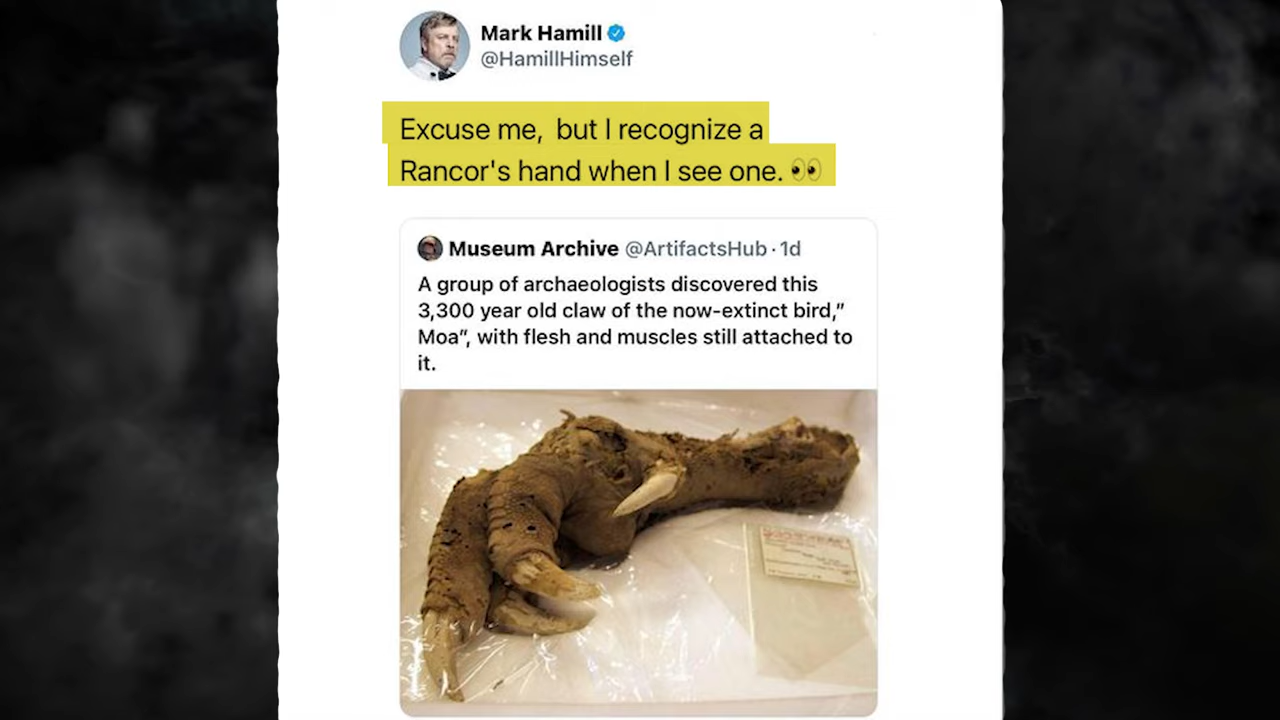 Mark Hamill
@HamillHimself
Excuse me, but I recognize a
Rancor's hand when I see one. 👀
Museum Archive @ArtifactsHub · 1d
A group of archaeologists discovered this
3,300 year old claw of the now-extinct bird,”
Moa”, with flesh and muscles still attached to
it.